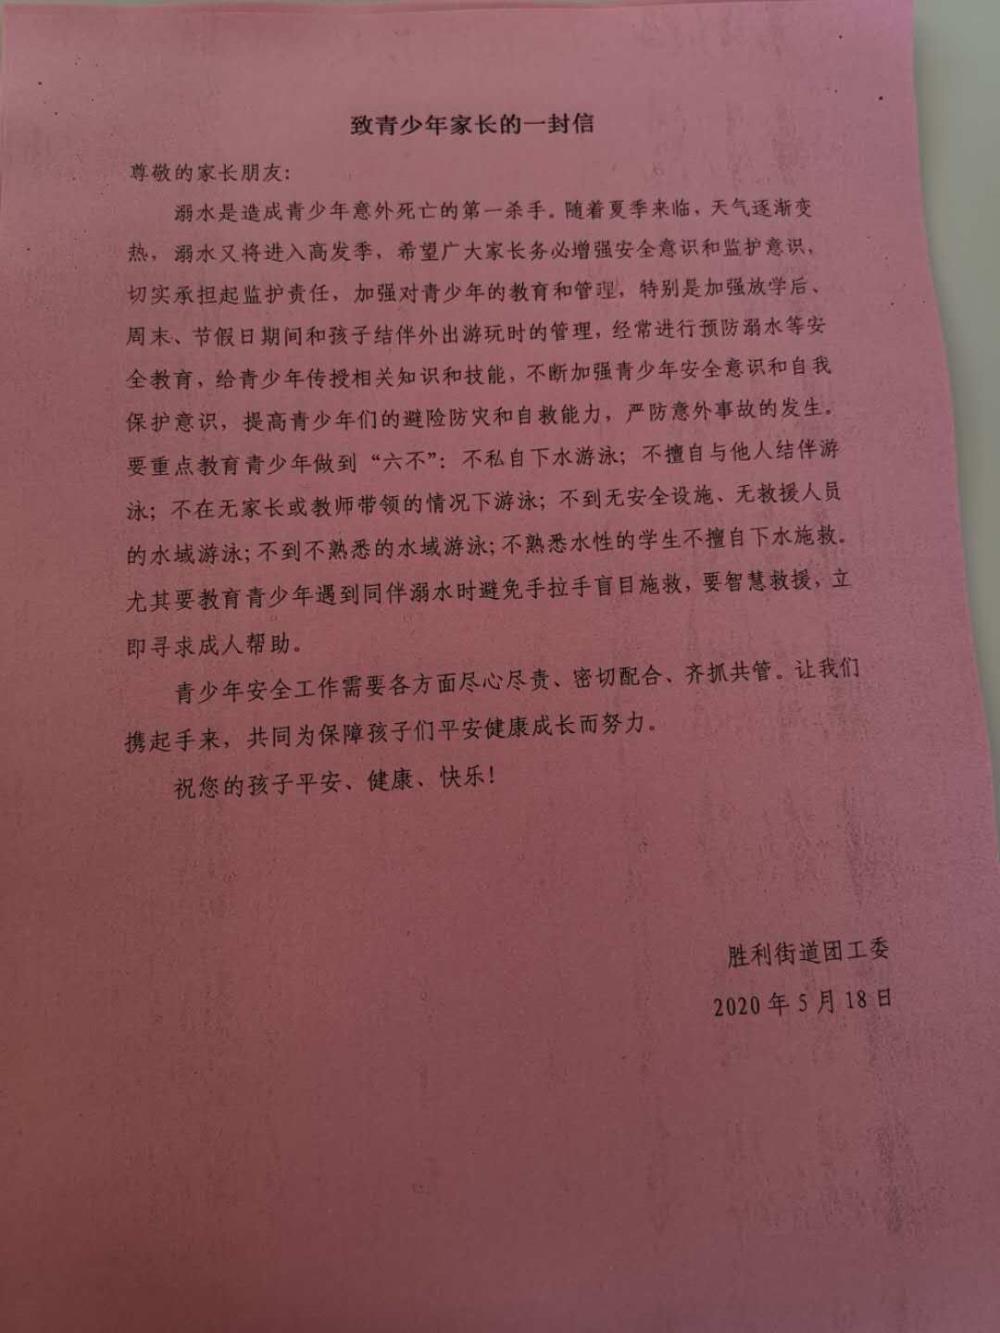 致青少年家长的一封信
尊敬的家长朋友:
溺水是造成青少年意外死亡的第一杀手。随着夏季来临，天气逐渐变
热，溺水又将进入高发季，希望广大家长务必增强安全意识和监护意识，
切实承担起监护责任，加强对青少年的教育和管理，特别是加强放学后、
周末、节假日期间和孩子结伴外出游玩时的管理，经常进行预防溺水等安
全教育，给青少年传授相关知识和技能，不断加强青少年安全意识和自我
保护意识，提高青少年们的避险防灾和自救能力，严防意外事故的发生。
要重点教育青少年做到“六不”：不私自下水游泳；不擅自与他人结伴游
泳；不在无家长或教师带领的情况下游泳；不到无安全设施、无救援人员
的水域游泳；不到不熟悉的水域游泳；不熟悉水性的学生不擅自下水施救。
尤其要教育青少年遇到同伴溺水时避免手拉手盲目施救，要智慧救援，立
即寻求成人帮助。
青少年安全工作需要各方面尽心尽责、密切配合、齐抓共管。让我们
携起手来，共同为保障孩子们平安健康成长而努力。
祝您的孩子平安、健康、快乐！
胜利街道团工委
2020年5月18日